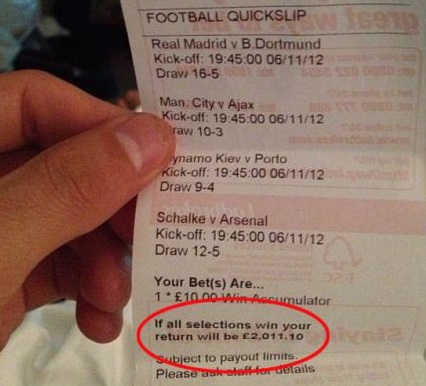 FOOTBALL QUICKSLIP
Real Madrid v B.Dortmund
Kick-off: 19:45:00 06/11/12
Draw 16-5
Man. City v Ajax
Kick-off: 19:45:00 06/11/12
raw 10-3
ynamo Kiev v Porto
Kick-off: 19:45:00 06/11/12
Draw 9-4
Schalke v Arsenal
Kick-off: 19:45:00 06/11/12
Draw 12-5
Your Bet(s) Are...
1 * £10.00 Win Accumulator
If all selections win your
return will be £2,011.10
Subject to payout limits.
Please ask staff for details